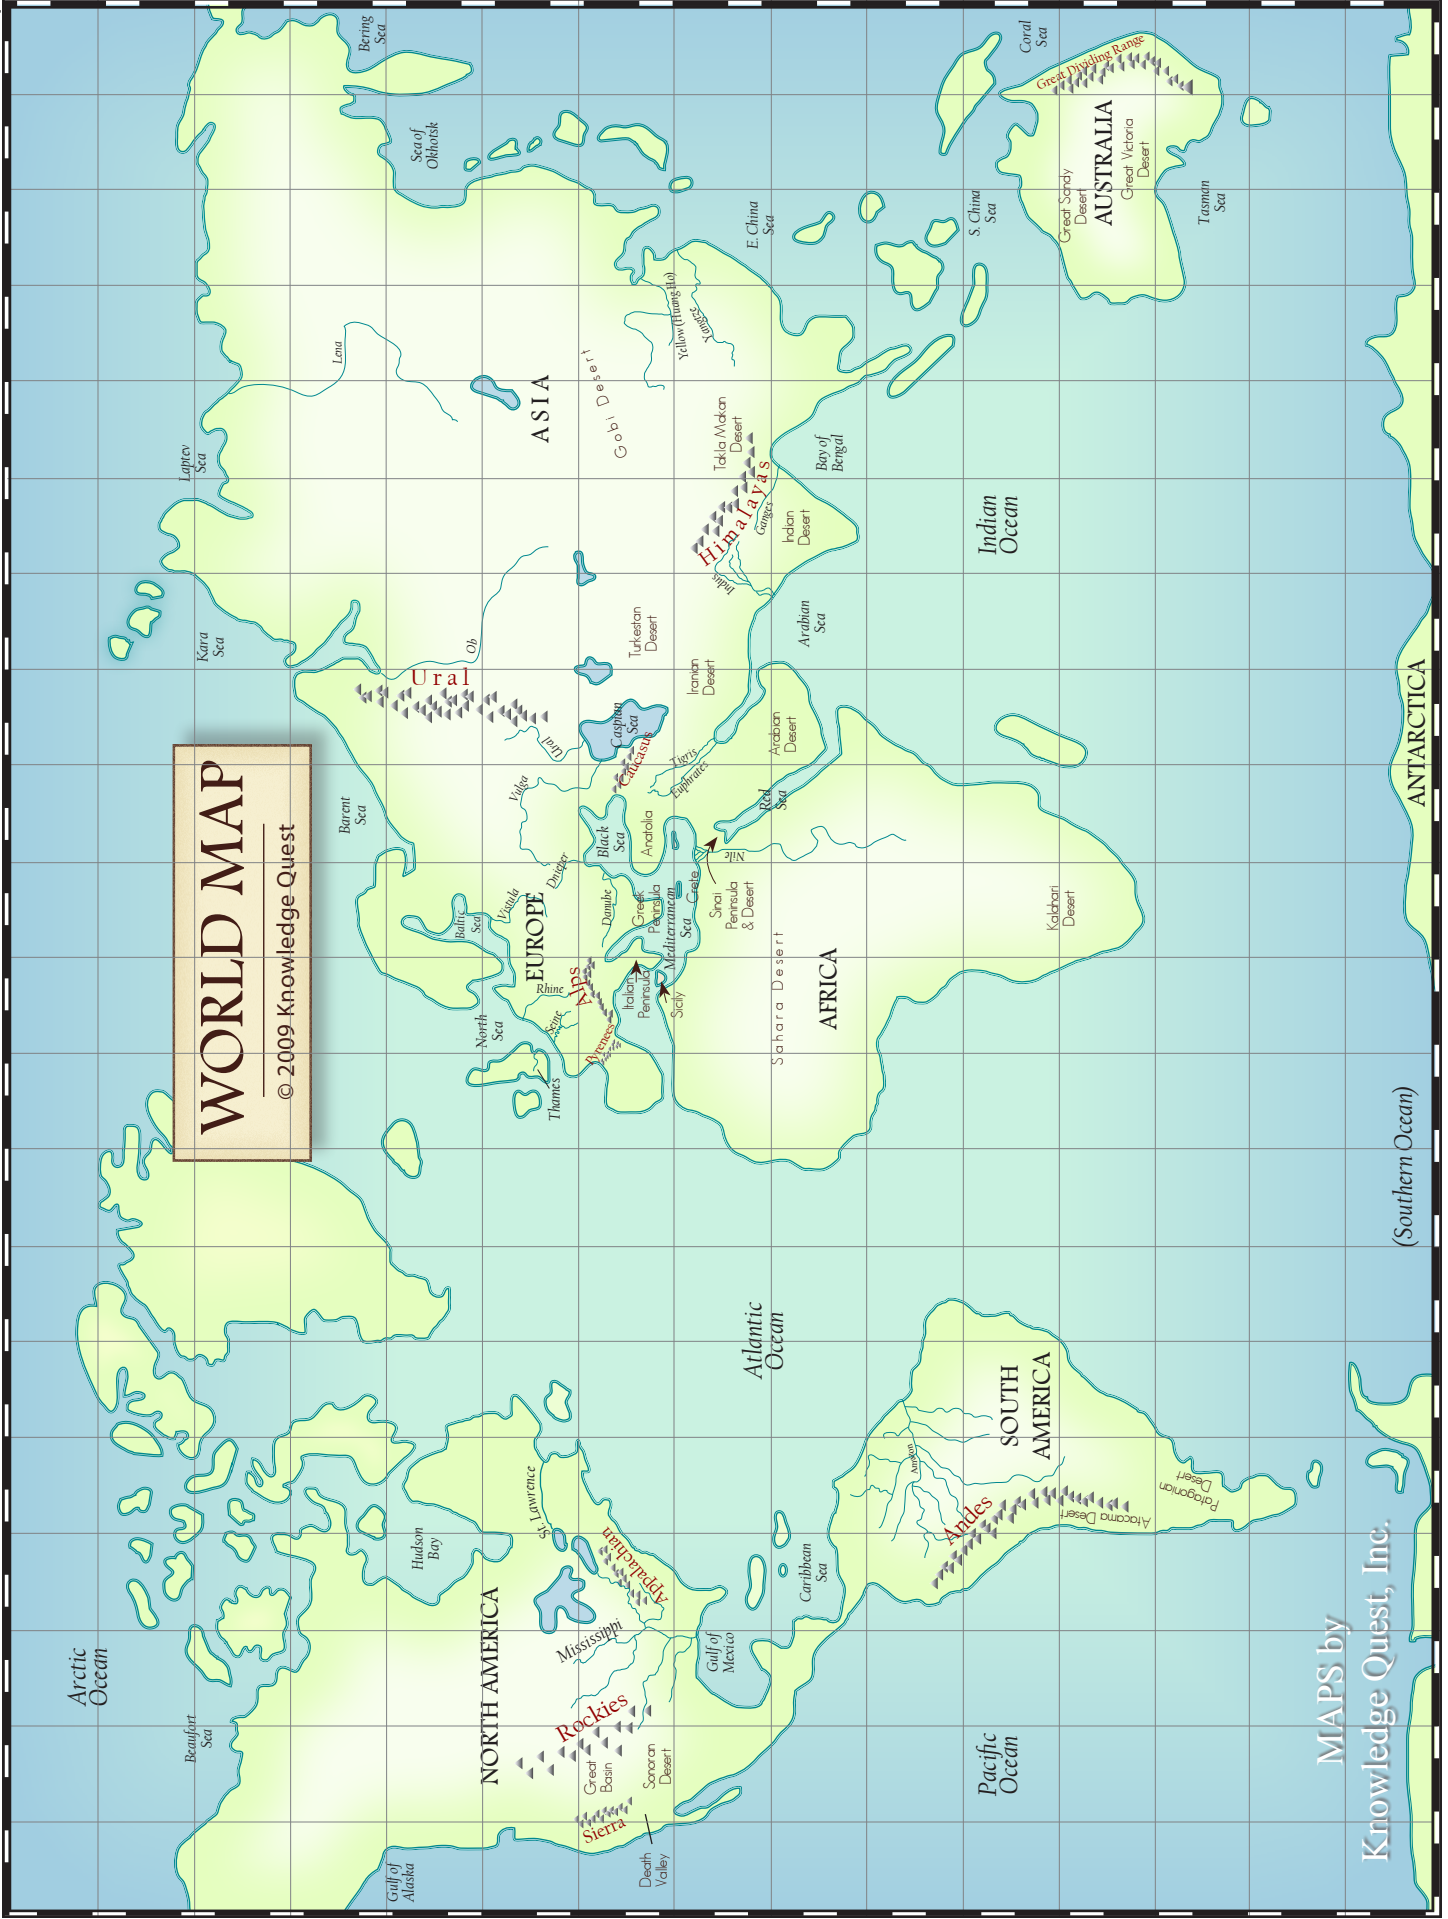 WORLD MAP
© 2009 Knowledge Quest
Arctic
Ocean
Beaufort
Sea
Gulf of
Alaska
Hudson
Bay
NORTH AMERICA
St. Lawrence
Appalachian
Mississippi
Rockies
Great
Basin
Sonoran
Desert
Sierra
Death
Valley
Gulf of
Mexico
Caribbean
Sea
Atlantic
Ocean
Pacific
Ocean
SOUTH
AMERICA
Amazon
Andes
Atacama Desert
Patagonian
Desert
Barent
Sea
Kara
Sea
Laptev
Sea
Bering
Sea
Sea of
Okhotsk
North
Sea
Baltic
Sea
EUROPE
Thames
Seine
Rhine
Vistula
Dnieper
Vulga
Ural
Danube
Alps
Pyrenees
Italian
Peninsula
Sicily
Greek
Peninsula
Mediterranean
Sea
Crete
Black
Sea
Anatolia
Caucasus
Caspian
Sea
Tigris
Euphrates
Sinai
Peninsula
& Desert
Nile
Red
Sea
Sahara Desert
AFRICA
Kalahari
Desert
Arabian
Desert
Iranian
Desert
Turkestan
Desert
Ural
Ob
Lena
ASIA
Gobi Desert
Takla Makan
Desert
Himalayas
Indus
Ganges
Indian
Desert
Yellow (Huang Ho)
Yangtze
Arabian
Sea
Bay of
Bengal
E. China
Sea
S. China
Sea
Indian
Ocean
Coral
Sea
Great Dividing Range
AUSTRALIA
Great Sandy
Desert
Great Victoria
Desert
Tasman
Sea
(Southern Ocean)
ANTARCTICA
MAPS by
Knowledge Quest, Inc.